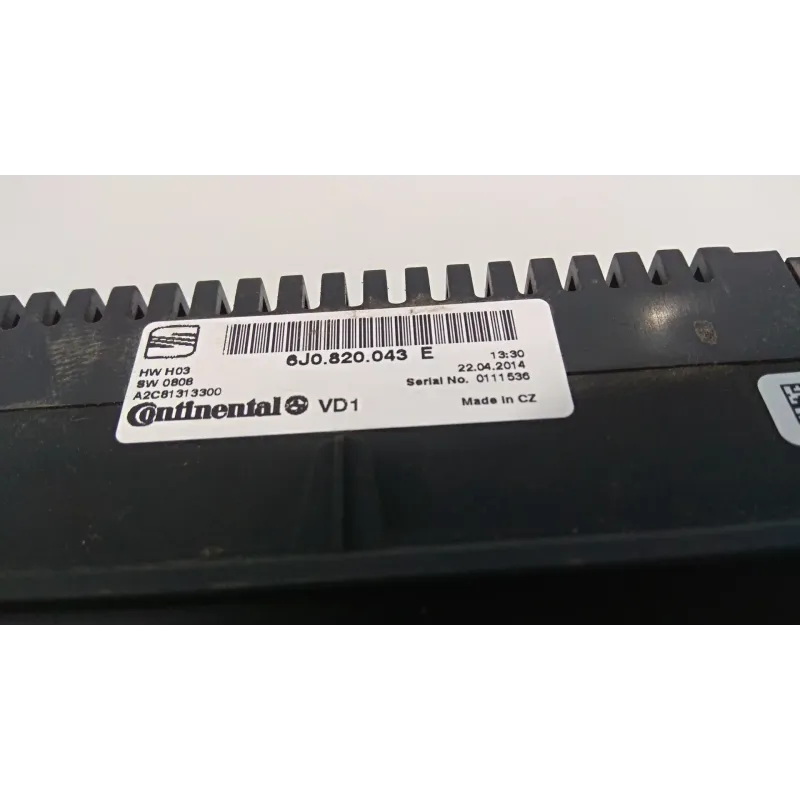 6J0.820.043 E
13:30
HW H03
22.04.2014
SW 0808
Serial No. 0111536
A2C81313300
Continental VD1
Made in CZ